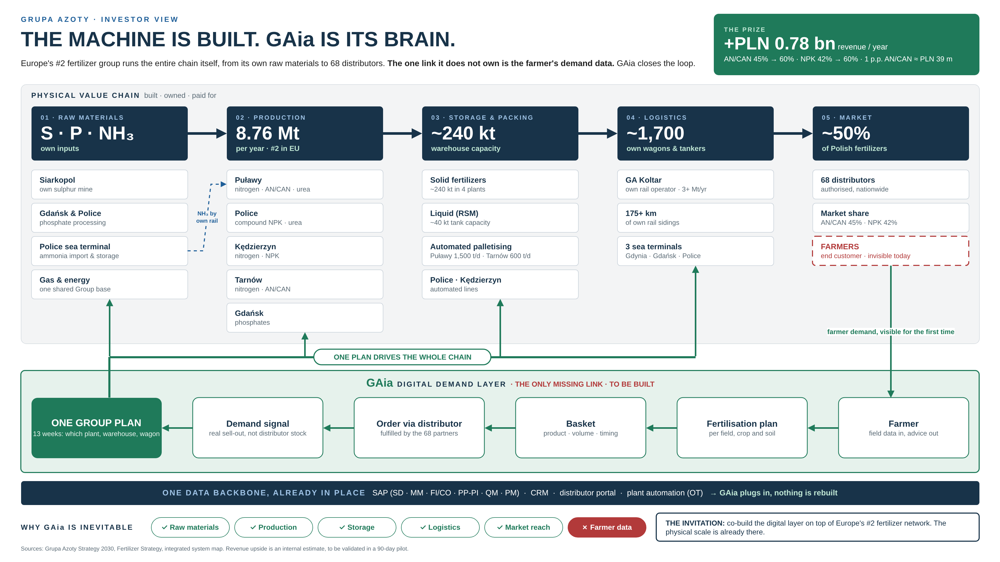 GRUPA AZOTY · INVESTOR VIEW
THE MACHINE IS BUILT. GAia IS ITS BRAIN.
Europe's #2 fertilizer group runs the entire chain itself, from its own raw materials to 68 distributors. The one link it does not own is the farmer's demand data. GAia closes the loop.
THE PRIZE
+PLN 0.78 bn revenue / year
AN/CAN 45% → 60% · NPK 42% → 60% · 1 p.p. AN/CAN ≈ PLN 39 m
PHYSICAL VALUE CHAIN built · owned · paid for
01 · RAW MATERIALS
S · P · NH₃
own inputs
Siarkopol
own sulphur mine
Gdańsk & Police
phosphate processing
Police sea terminal
ammonia import & storage
Gas & energy
one shared Group base
NH₃ by
own rail
02 · PRODUCTION
8.76 Mt
per year · #2 in EU
Puławy
nitrogen · AN/CAN · urea
Police
compound NPK · urea
Kędzierzyn
nitrogen · NPK
Tarnów
nitrogen · AN/CAN
Gdańsk
phosphates
03 · STORAGE & PACKING
~240 kt
warehouse capacity
Solid fertilizers
~240 kt in 4 plants
Liquid (RSM)
~40 kt tank capacity
Automated palletising
Puławy 1,500 t/d · Tarnów 600 t/d
Police · Kędzierzyn
automated lines
04 · LOGISTICS
~1,700
own wagons & tankers
GA Koltar
own rail operator · 3+ Mt/yr
175+ km
of own rail sidings
3 sea terminals
Gdynia · Gdańsk · Police
05 · MARKET
~50%
of Polish fertilizers
68 distributors
authorised, nationwide
Market share
AN/CAN 45% · NPK 42%
FARMERS
end customer · invisible today
farmer demand, visible for the first time
ONE PLAN DRIVES THE WHOLE CHAIN
GAia DIGITAL DEMAND LAYER · THE ONLY MISSING LINK · TO BE BUILT
ONE GROUP PLAN
13 weeks: which plant, warehouse, wagon
Demand signal
real sell-out, not distributor stock
Order via distributor
fulfilled by the 68 partners
Basket
product · volume · timing
Fertilisation plan
per field, crop and soil
Farmer
field data in, advice out
ONE DATA BACKBONE, ALREADY IN PLACE SAP (SD · MM · FI/CO · PP-PI · QM · PM) · CRM · distributor portal · plant automation (OT) → GAia plugs in, nothing is rebuilt
WHY GAia IS INEVITABLE
✓ Raw materials
✓ Production
✓ Storage
✓ Logistics
✓ Market reach
✕ Farmer data
THE INVITATION: co-build the digital layer on top of Europe's #2 fertilizer network. The
physical scale is already there.
Sources: Grupa Azoty Strategy 2030, Fertilizer Strategy, integrated system map. Revenue upside is an internal estimate, to be validated in a 90-day pilot.